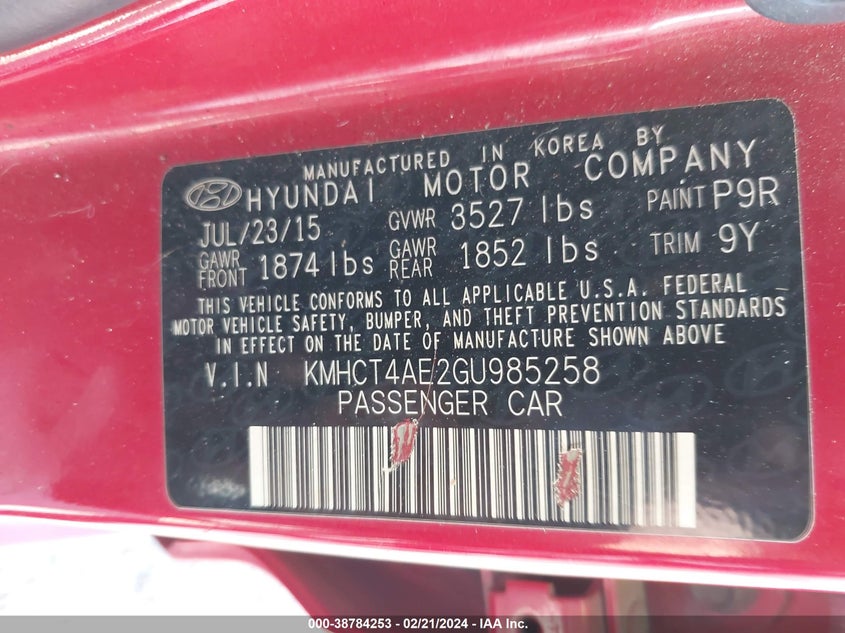 MANUFACTURED IN KOREA BY
HYUNDAI MOTOR COMPANY
JUL/23/15 GVWR 3527 lbs PAINT P9R
GAWR FRONT 1874 lbs GAWR REAR 1852 lbs TRIM 9Y
THIS VEHICLE CONFORMS TO ALL APPLICABLE U.S.A. FEDERAL
MOTOR VEHICLE SAFETY, BUMPER, AND THEFT PREVENTION STANDARDS
IN EFFECT ON THE DATE OF MANUFACTURE SHOWN ABOVE
V.I.N KMHCT4AE2GU985258
PASSENGER CAR
000-38784253 - 02/21/2024 - IAA Inc.